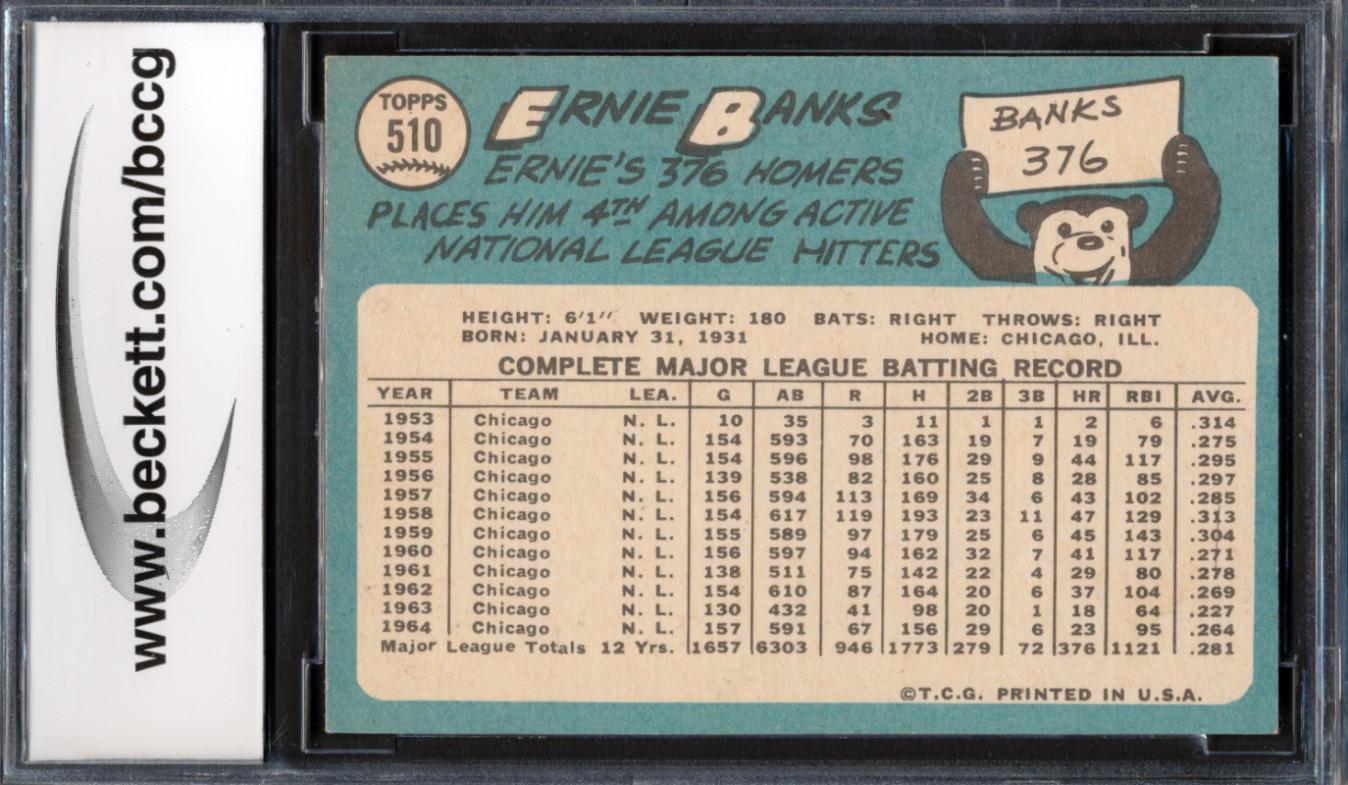 www.beckett.com/bccg
TOPPS
510
ERNIE BANKS
ERNIE'S 376 HOMERS
PLACES HIM 4TH AMONG ACTIVE
NATIONAL LEAGUE HITTERS
BANKS
376
HEIGHT: 6'1" WEIGHT: 180 BATS: RIGHT THROWS: RIGHT
BORN: JANUARY 31, 1931 HOME: CHICAGO, ILL.
COMPLETE MAJOR LEAGUE BATTING RECORD
YEAR TEAM LEA. G AB R H 2B 3B HR RBI AVG.
1953 Chicago N. L. 10 35 3 11 1 1 2 6 .314
1954 Chicago N. L. 154 593 70 163 19 7 19 79 .275
1955 Chicago N. L. 154 596 98 176 29 9 44 117 .295
1956 Chicago N. L. 139 538 82 160 25 8 28 85 .297
1957 Chicago N. L. 156 594 113 169 34 6 43 102 .285
1958 Chicago N. L. 154 617 119 193 23 11 47 129 .313
1959 Chicago N. L. 155 589 97 179 25 6 45 143 .304
1960 Chicago N. L. 156 597 94 162 32 7 41 117 .271
1961 Chicago N. L. 138 511 75 142 22 4 29 80 .278
1962 Chicago N. L. 154 610 87 164 20 6 37 104 .269
1963 Chicago N. L. 130 432 41 98 20 1 18 64 .227
1964 Chicago N. L. 157 591 67 156 29 6 23 95 .264
Major League Totals 12 Yrs. 1657 6303 946 1773 279 72 376 1121 .281
©T.C.G. PRINTED IN U.S.A.